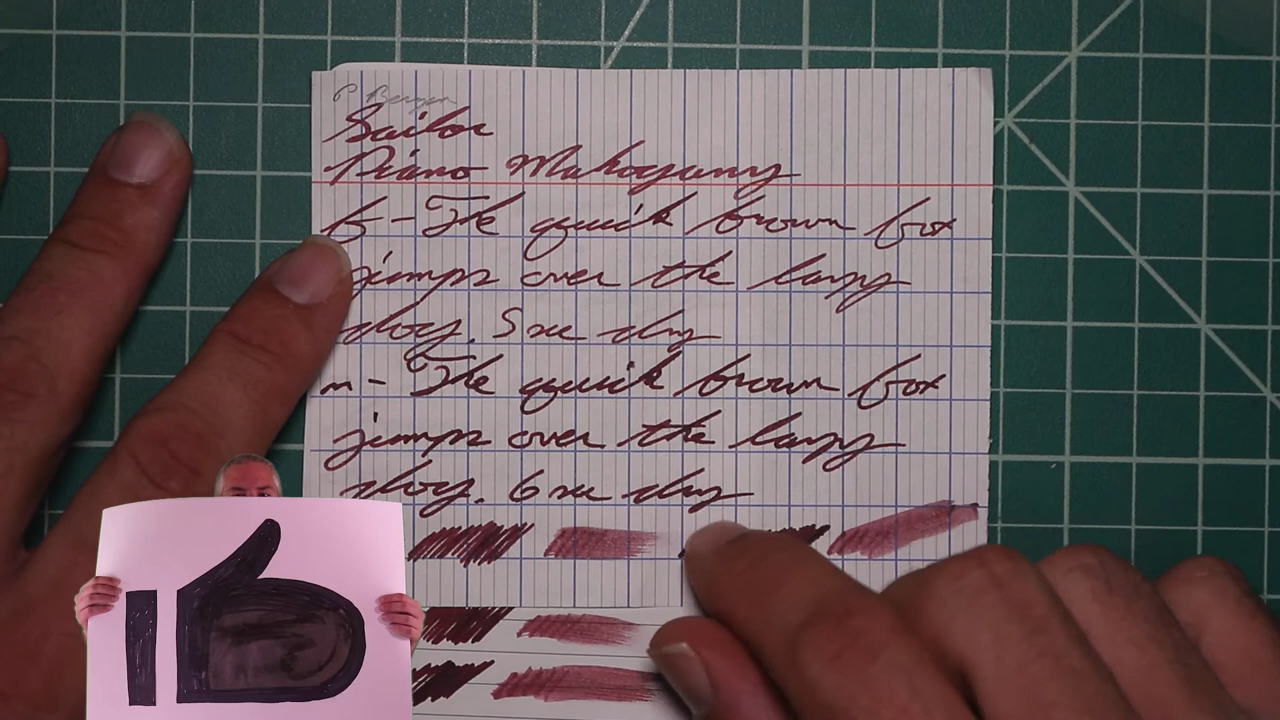 Sailor
Piano Mahogany
f - The quick brown fox
jumps over the lazy
dog. 5 sec dry
m - The quick brown fox
jumps over the lazy
dog. 6 sec dry